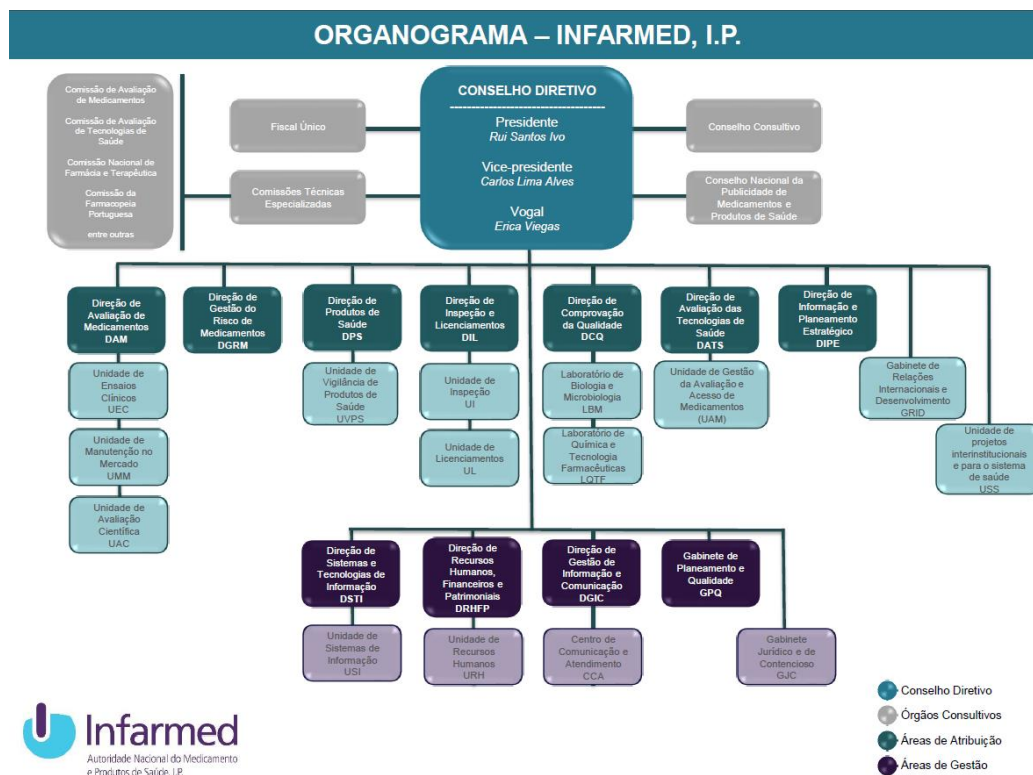 ORGANOGRAMA – INFARMED, I.P.
Comissão de Avaliação
de Medicamentos
Comissão de Avaliação
de Tecnologias de
Saúde
Comissão Nacional de
Farmácia e Terapêutica
Comissão da
Farmacopeia
Portuguesa
entre outras
Fiscal Único
Comissões Técnicas
Especializadas
CONSELHO DIRETIVO
Presidente
Rui Santos Ivo
Vice-presidente
Carlos Lima Alves
Vogal
Erica Viegas
Conselho Consultivo
Conselho Nacional da
Publicidade de
Medicamentos e
Produtos de Saúde
Direção de
Avaliação de
Medicamentos
DAM
Direção de
Gestão do
Risco de
Medicamentos
DGRM
Direção de
Produtos de
Saúde
DPS
Direção de
Inspeção e
Licenciamentos
DIL
Direção de
Comprovação
da Qualidade
DCQ
Direção de
Avaliação das
Tecnologias de
Saúde
DATS
Direção de
Informação e
Planeamento
Estratégico
DIPE
Unidade de
Ensaios
Clínicos
UEC
Unidade de
Manutenção no
Mercado
UMM
Unidade de
Avaliação
Científica
UAC
Unidade de
Vigilância de
Produtos de
Saúde
UVPS
Unidade de
Inspeção
UI
Unidade de
Licenciamentos
UL
Laboratório de
Biologia e
Microbiologia
LBM
Laboratório de
Química e
Tecnologia
Farmacêuticas
LQTF
Unidade de Gestão
da Avaliação e
Acesso de
Medicamentos
(UAM)
Gabinete de
Relações
Internacionais e
Desenvolvimento
GRID
Unidade de
projetos
interinstitucionais
e para o sistema
de saúde
USS
Direção de
Sistemas e
Tecnologias de
Informação
DSTI
Direção de
Recursos
Humanos,
Financeiros e
Patrimoniais
DRHFP
Direção de
Gestão de
Informação e
Comunicação
DGIC
Gabinete de
Planeamento e
Qualidade
GPQ
Unidade de
Sistemas de
Informação
USI
Unidade de
Recursos
Humanos
URH
Centro de
Comunicação e
Atendimento
CCA
Gabinete
Jurídico e de
Contencioso
GJC
Conselho Diretivo
Órgãos Consultivos
Áreas de Atribuição
Áreas de Gestão
Infarmed
Autoridade Nacional do Medicamento
e Produtos de Saúde, I.P.